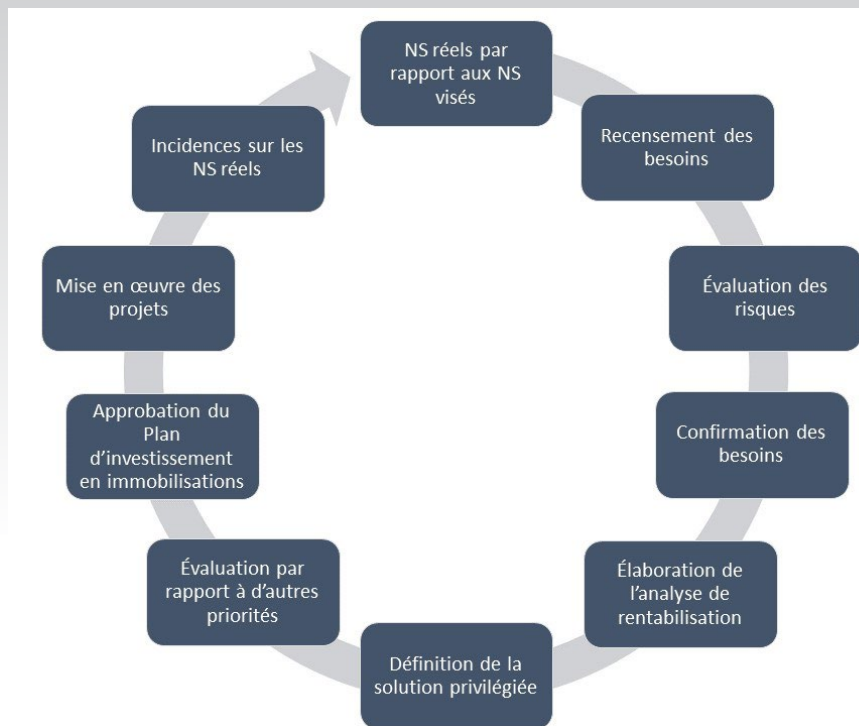 NS réels par
rapport aux NS
visés
Recensement des
besoins
Évaluation des
risques
Confirmation des
besoins
Élaboration de
l’analyse de
rentabilisation
Définition de la
solution privilégiée
Évaluation par
rapport à d’autres
priorités
Approbation du
Plan
d’investissement
en immobilisations
Mise en œuvre des
projets
Incidences sur les
NS réels